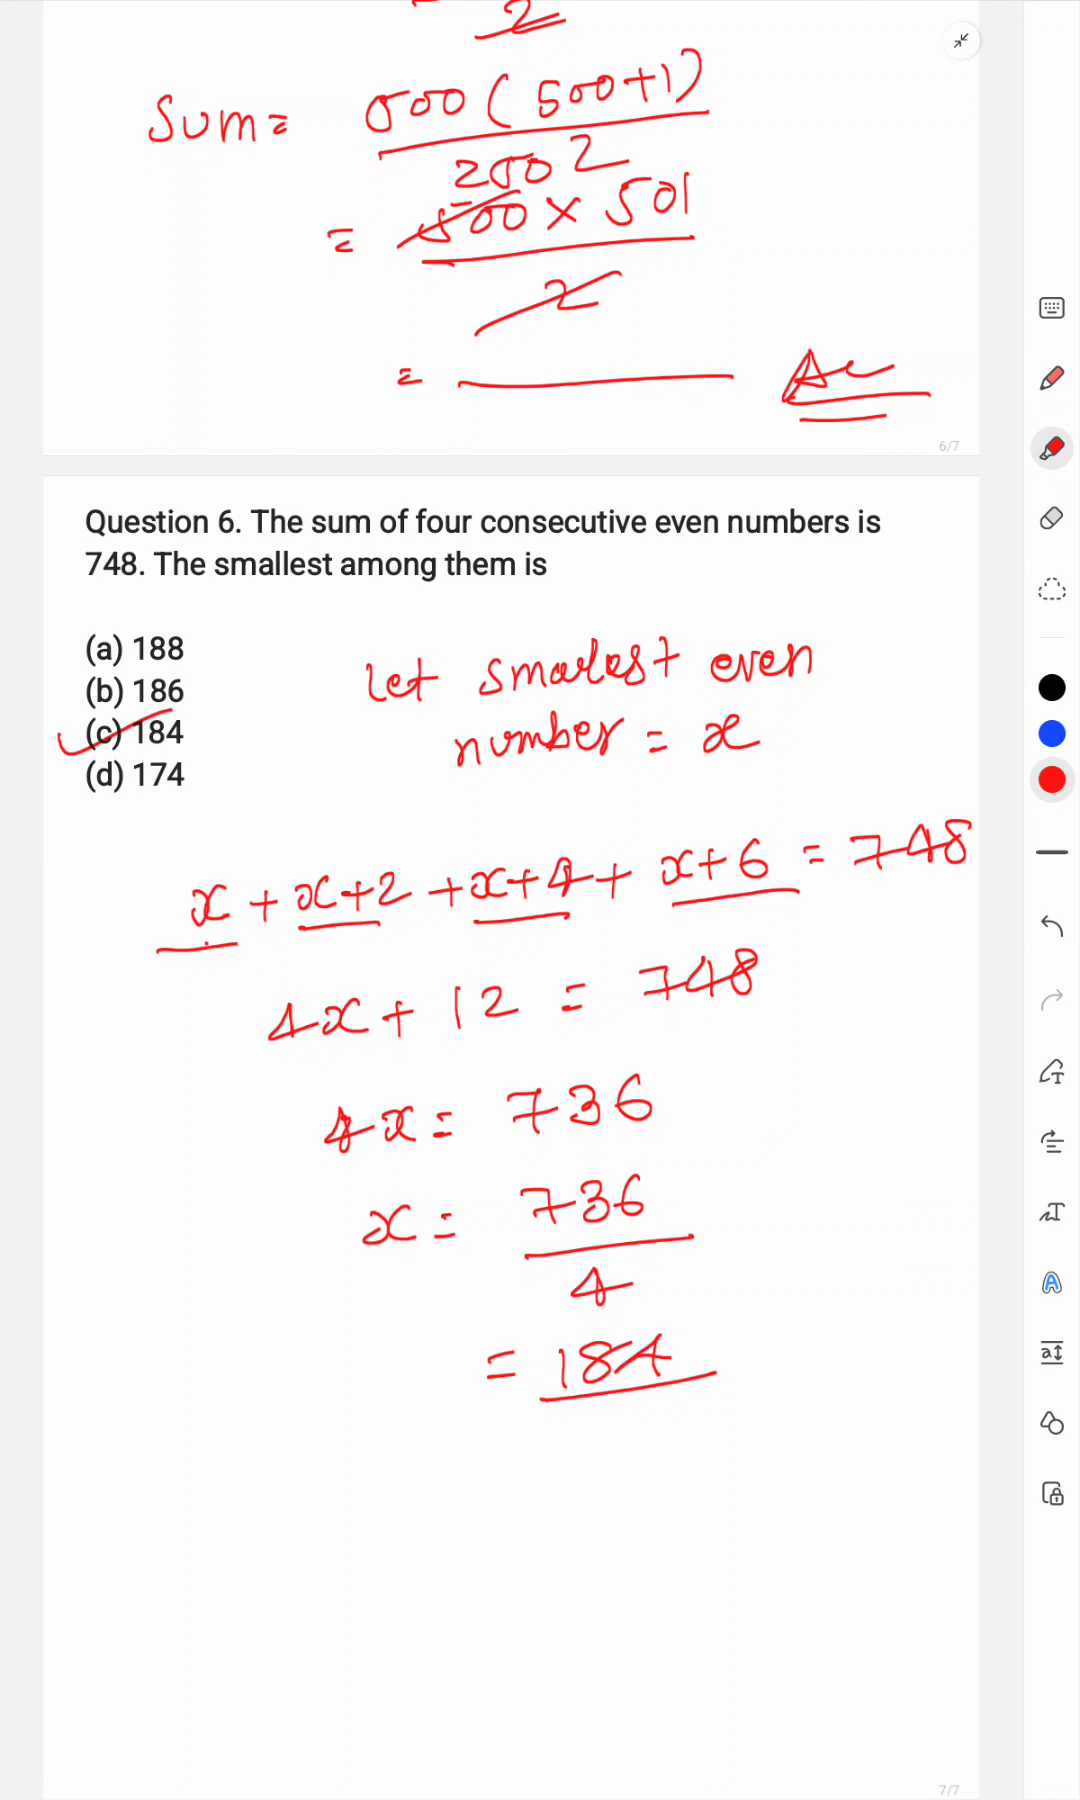 2
Sum = 500(500+1)
2
250
= 500 × 501
2
=
6/7
Question 6. The sum of four consecutive even numbers is
748. The smallest among them is
(a) 188
(b) 186
(c) 184
(d) 174
Let smallest even
number = x
x + x+2 + x+4 + x+6 = 748
4x + 12 = 748
4x = 736
x = 736
4
= 184
7/7